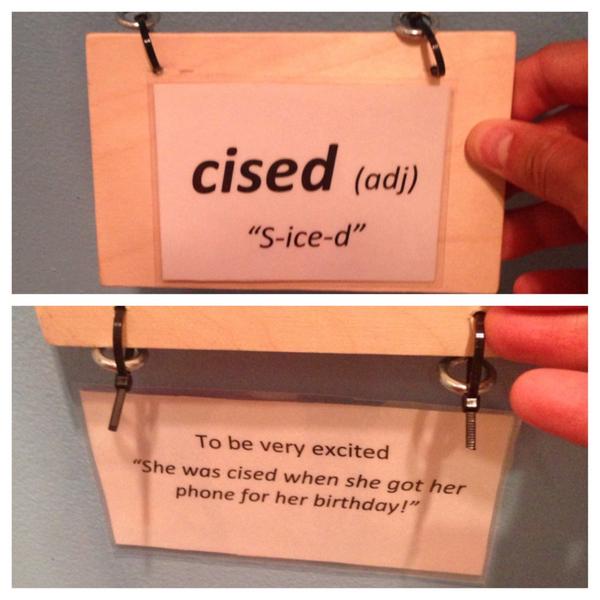 cised (adj)
“S-ice-d”
To be very excited
“She was cised when she got her
phone for her birthday!”